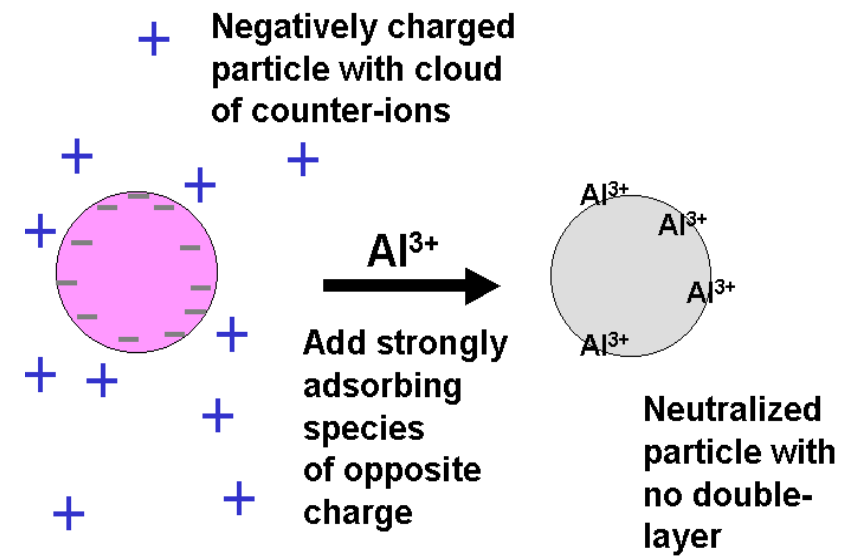 Negatively charged
particle with cloud
of counter-ions
Al³⁺
Add strongly
adsorbing
species
of opposite
charge
Al³⁺
Al³⁺
Al³⁺
Al³⁺
Neutralized
particle with
no double-
layer